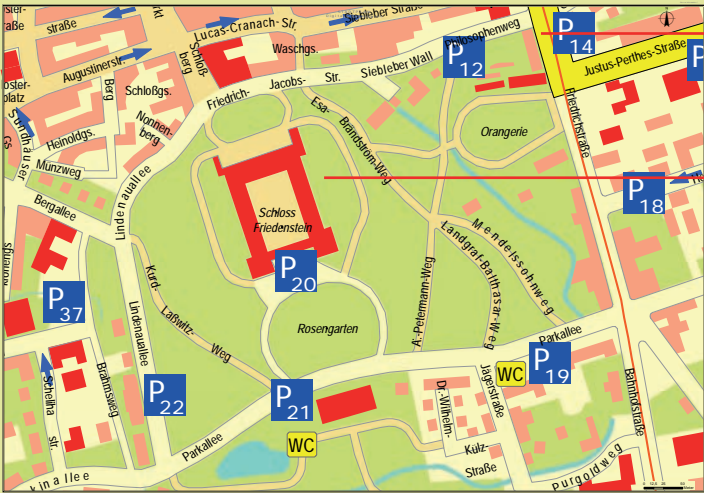 straße
Lucas-Cranach-Str.
Siebleber Straße
Philosophenweg
P
14
Justus-Perthes-Straße
P
Augustinerstr.
Schloß-
berg
Waschgs.
P
12
Siebleber Wall
Friedrich-
Jacobs-
Str.
Berg
Schloßgs.
Nonnen-
berg
Heinoldgs.
Münzweg
Sundhäuser
Bergallee
Lindenauallee
Esa-
Brandström-Weg
Orangerie
Friedrichstraße
P
18
Schloss
Friedenstein
P
20
Mendelssohnweg
Landgraf-Balthasar-Weg
A.-Petermann-Weg
Kurd-
Laßwitz-
Weg
Rosengarten
P
37
Lindenauallee
Brahmsweg
Schellha
str.
P
22
P
21
WC
Parkallee
Parkallee
P
19
WC
Jägerstraße
Dr.-Wilhelm-
Külz-
Straße
Bahnhofstraße
Purgoldweg
kinallee